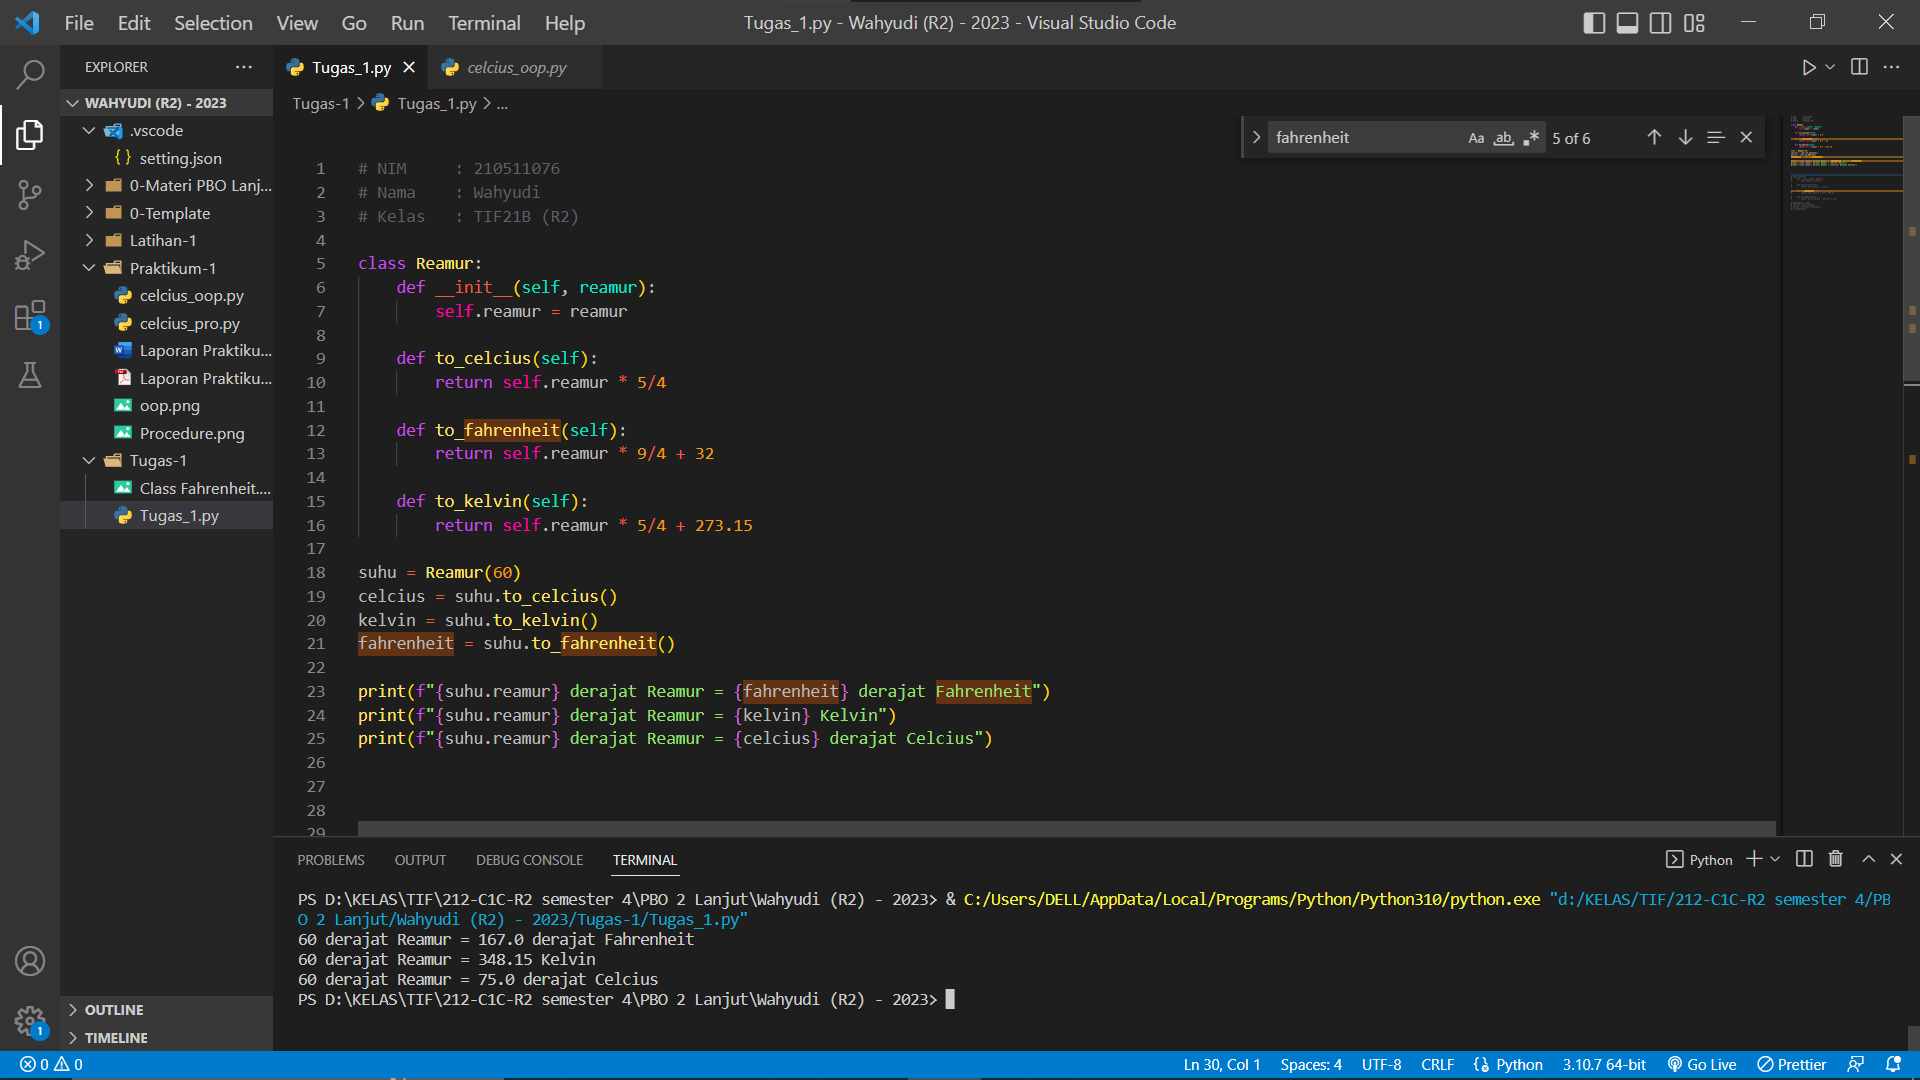 File Edit Selection View Go Run Terminal Help
Tugas_1.py - Wahyudi (R2) - 2023 - Visual Studio Code
EXPLORER ...
WAHYUDI (R2) - 2023
.vscode
{} setting.json
0-Materi PBO Lanj...
0-Template
Latihan-1
Praktikum-1
celcius_oop.py
celcius_pro.py
Laporan Praktiku...
Laporan Praktiku...
oop.png
Procedure.png
Tugas-1
Class Fahrenheit....
Tugas_1.py
OUTLINE
TIMELINE
1
1
Tugas_1.py celcius_oop.py
Tugas-1 > Tugas_1.py > ...
fahrenheit Aa ab 5 of 6
1 # NIM     : 210511076
2 # Nama    : Wahyudi
3 # Kelas   : TIF21B (R2)
4
5 class Reamur:
6     def __init__(self, reamur):
7         self.reamur = reamur
8
9     def to_celcius(self):
10         return self.reamur * 5/4
11
12     def to_fahrenheit(self):
13         return self.reamur * 9/4 + 32
14
15     def to_kelvin(self):
16         return self.reamur * 5/4 + 273.15
17
18 suhu = Reamur(60)
19 celcius = suhu.to_celcius()
20 kelvin = suhu.to_kelvin()
21 fahrenheit = suhu.to_fahrenheit()
22
23 print(f"{suhu.reamur} derajat Reamur = {fahrenheit} derajat Fahrenheit")
24 print(f"{suhu.reamur} derajat Reamur = {kelvin} Kelvin")
25 print(f"{suhu.reamur} derajat Reamur = {celcius} derajat Celcius")
26
27
28
29
PROBLEMS OUTPUT DEBUG CONSOLE TERMINAL
Python
PS D:\KELAS\TIF\212-C1C-R2 semester 4\PBO 2 Lanjut\Wahyudi (R2) - 2023> & C:/Users/DELL/AppData/Local/Programs/Python/Python310/python.exe "d:/KELAS/TIF/212-C1C-R2 semester 4/PB
O 2 Lanjut/Wahyudi (R2) - 2023/Tugas-1/Tugas_1.py"
60 derajat Reamur = 167.0 derajat Fahrenheit
60 derajat Reamur = 348.15 Kelvin
60 derajat Reamur = 75.0 derajat Celcius
PS D:\KELAS\TIF\212-C1C-R2 semester 4\PBO 2 Lanjut\Wahyudi (R2) - 2023>
0 0 Ln 30, Col 1 Spaces: 4 UTF-8 CRLF Python 3.10.7 64-bit Go Live Prettier